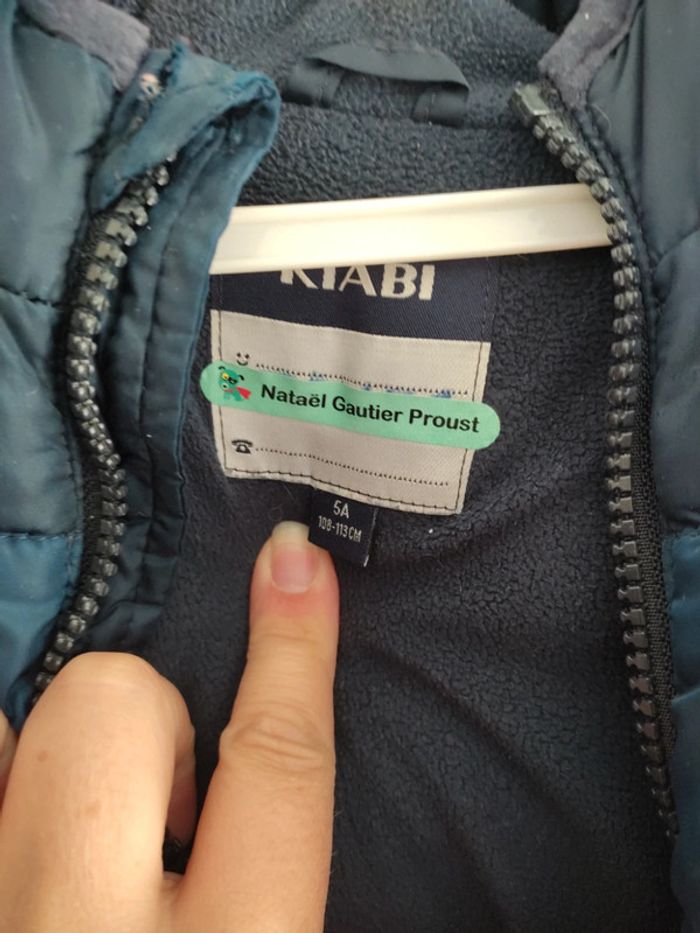 KIABI
Nataël Gautier Proust
5A
108-113CM